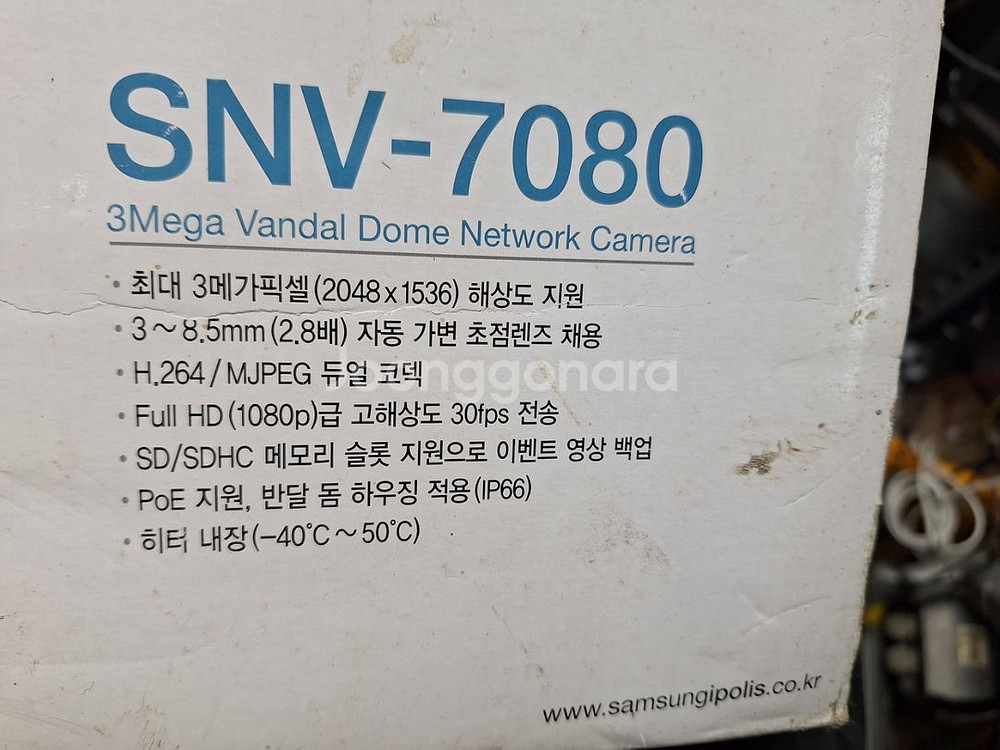 SNV-7080
3Mega Vandal Dome Network Camera
• 최대 3메가픽셀(2048x1536) 해상도 지원
• 3~8.5mm(2.8배) 자동 가변 초점렌즈 채용
• H.264/MJPEG 듀얼 코덱
joonggonara
• Full HD(1080p)급 고해상도 30fps 전송
• SD/SDHC 메모리 슬롯 지원으로 이벤트 영상 백업
• PoE 지원, 반달 돔 하우징 적용(IP66)
• 히터 내장(-40℃~50℃)
www.samsungipolis.co.kr